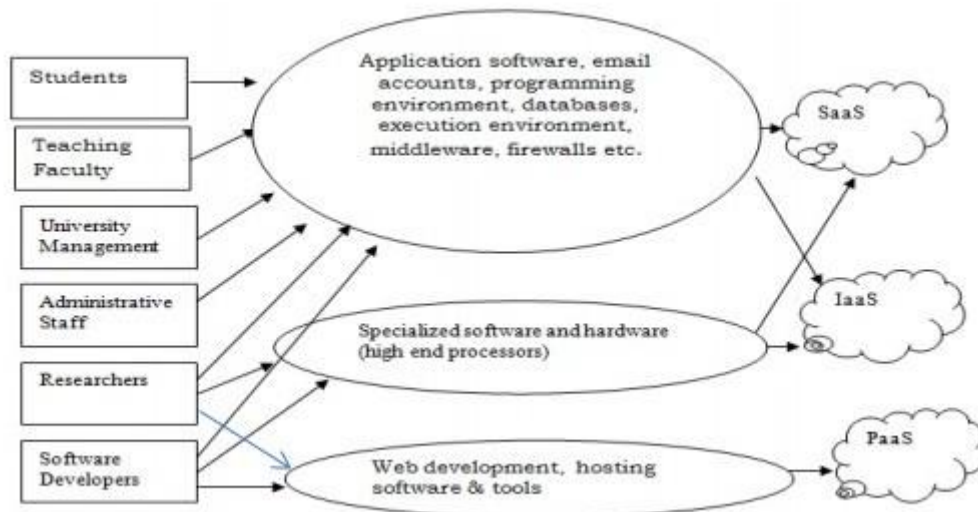 Students
Teaching
Faculty
University
Management
Administrative
Staff
Researchers
Software
Developers
Application software, email
accounts, programming
environment, databases,
execution environment,
middleware, firewalls etc.
Specialized software and hardware
(high end processors)
Web development, hosting
software & tools
SaaS
IaaS
PaaS